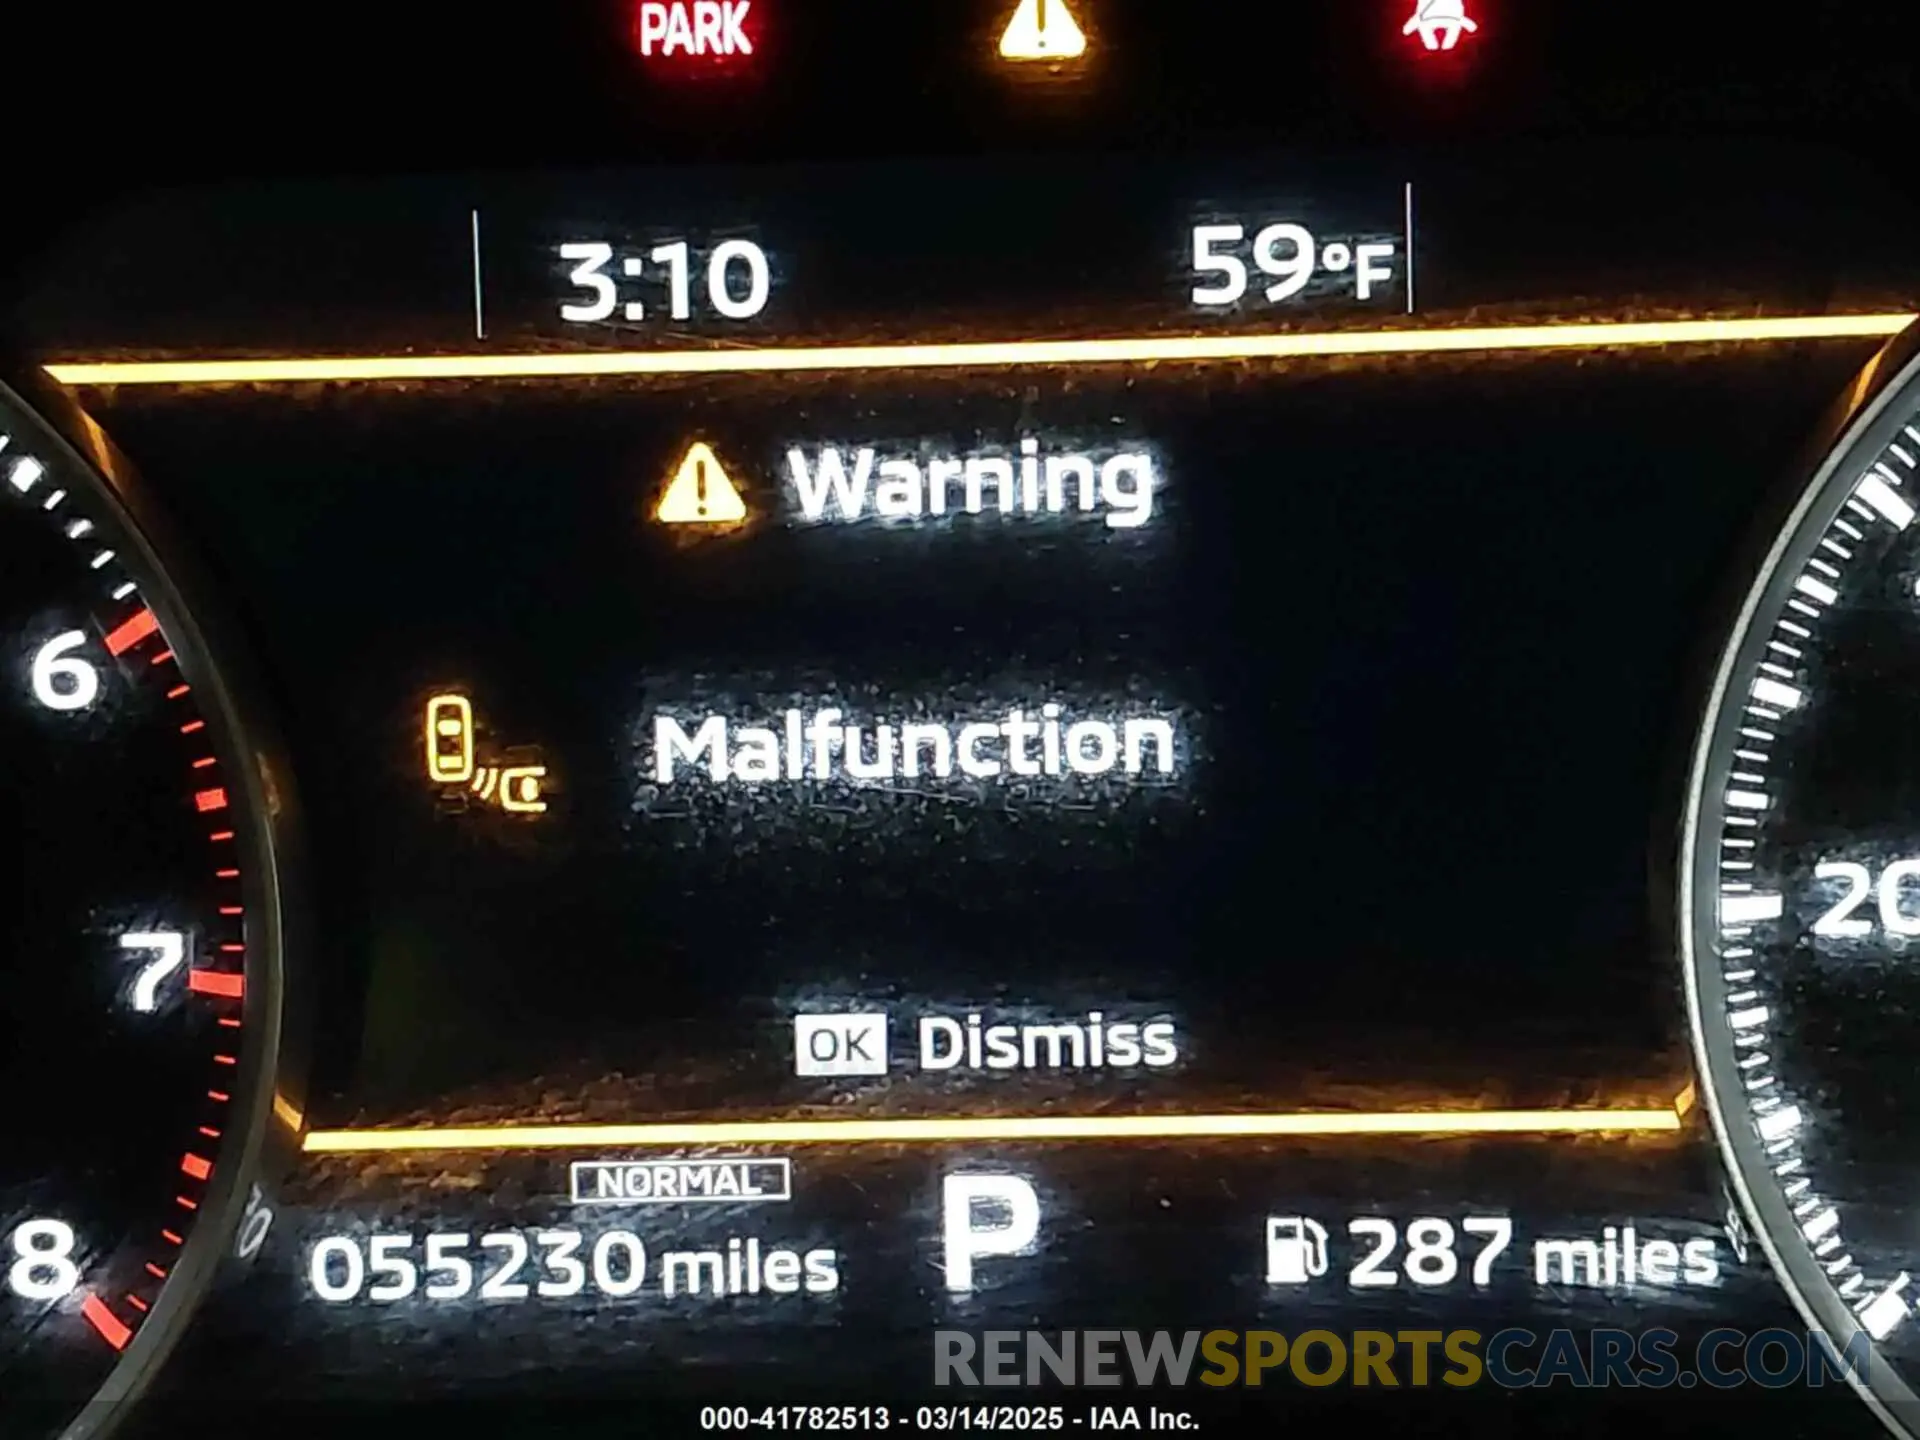 PARK
3:10 59°F
Warning
6
Malfunction
20
7
OK Dismiss
NORMAL
055230 miles P 287 miles
8
RENEWSPORTSCARS.COM
000-41782513 - 03/14/2025 - IAA Inc.